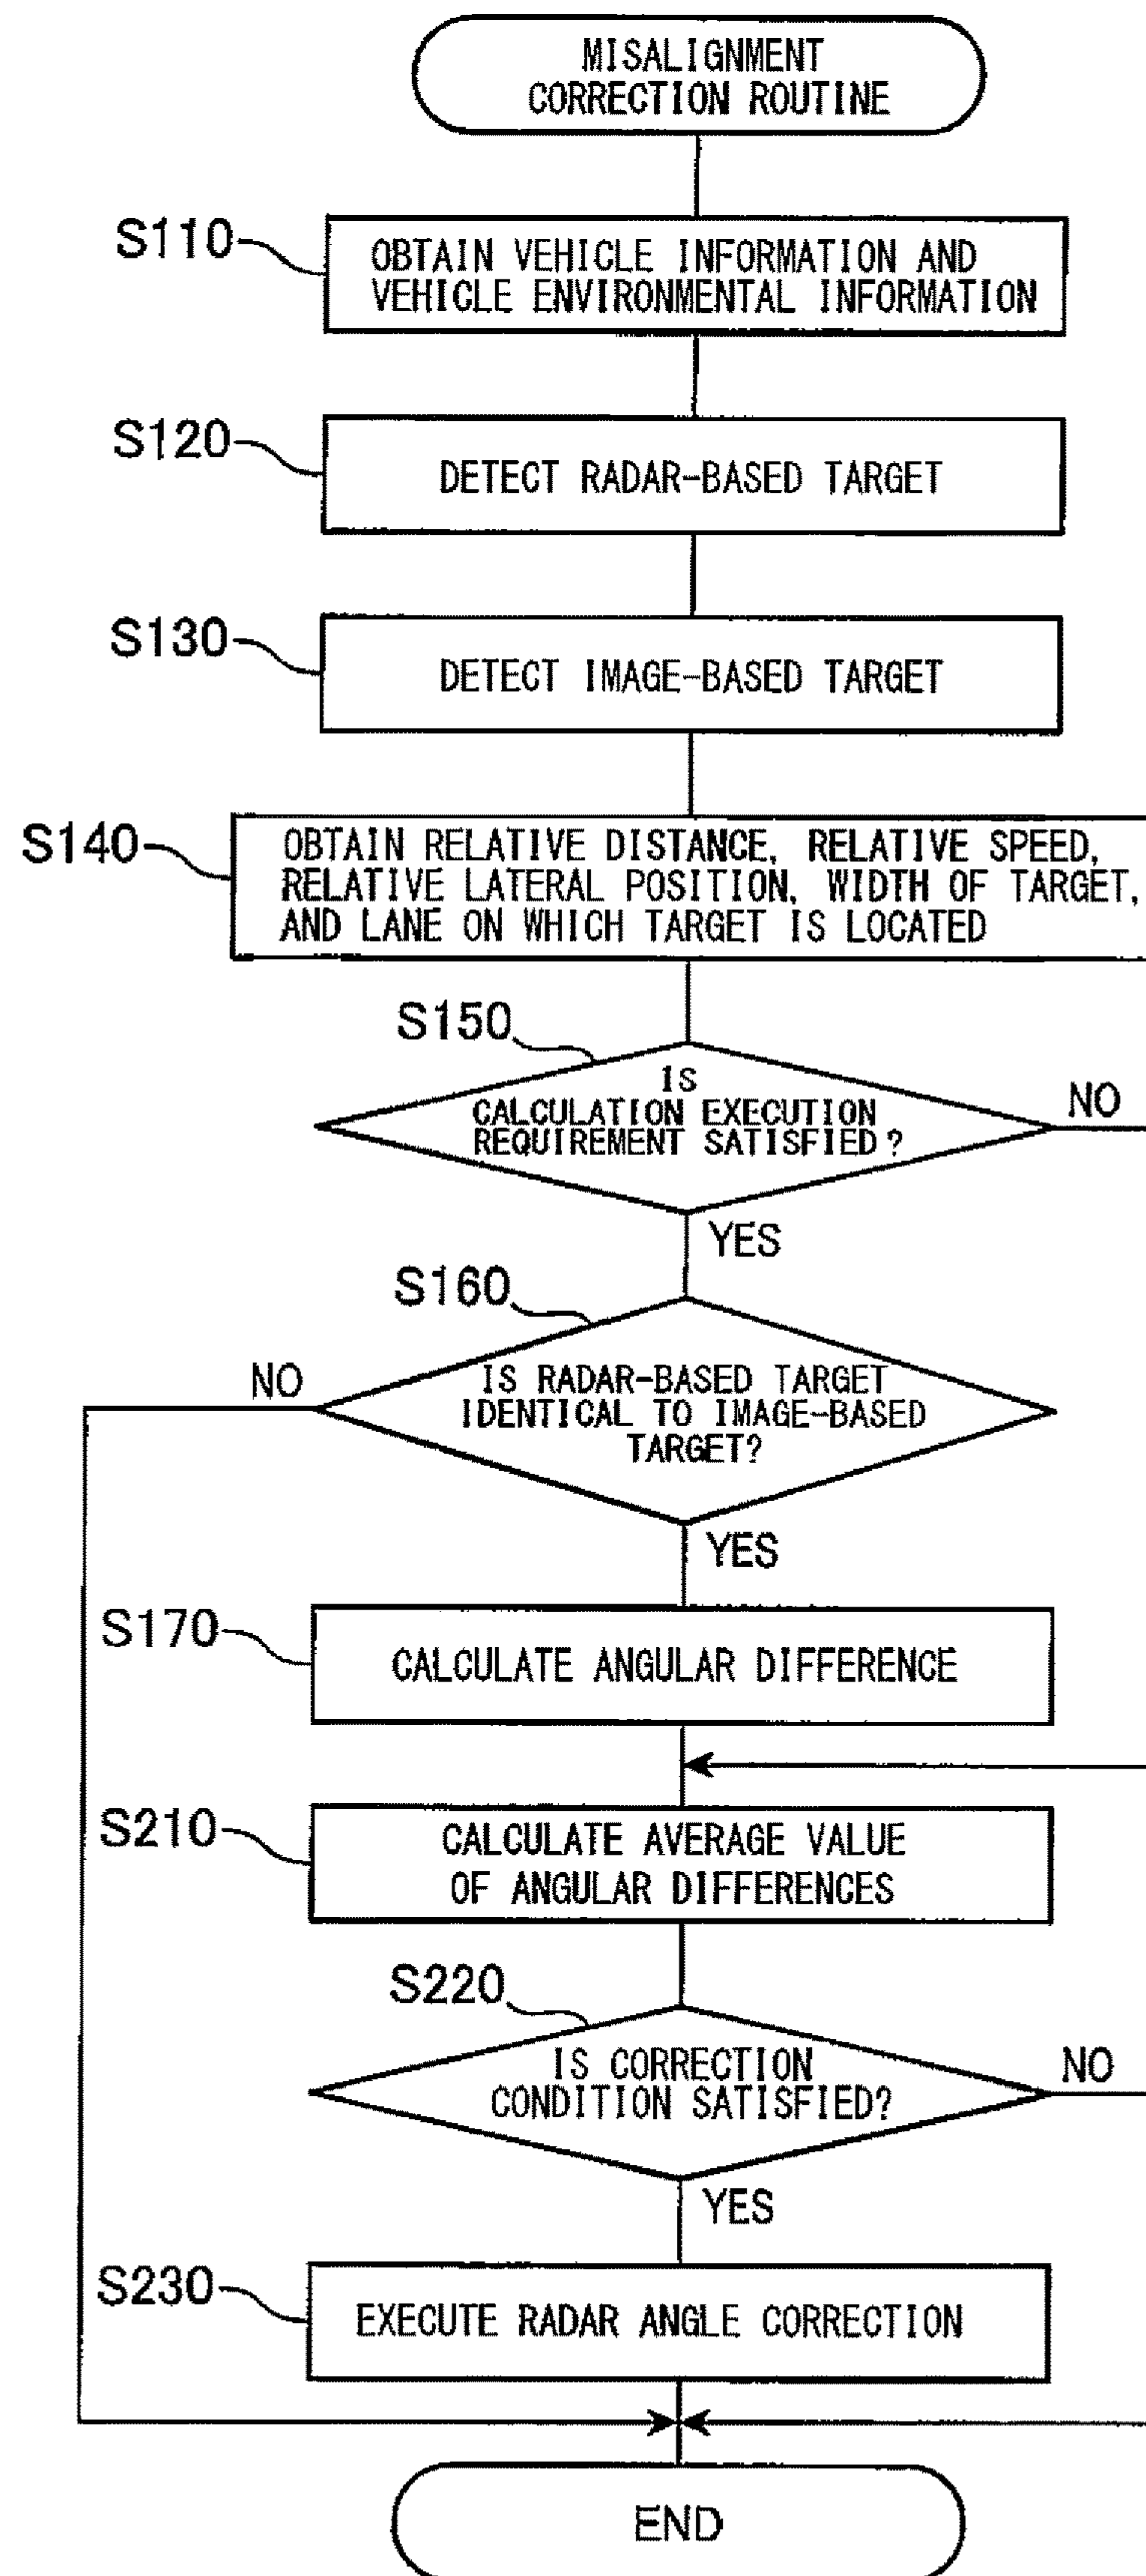 MISALIGNMENT
CORRECTION ROUTINE
S110
OBTAIN VEHICLE INFORMATION AND
VEHICLE ENVIRONMENTAL INFORMATION
S120
DETECT RADAR-BASED TARGET
S130
DETECT IMAGE-BASED TARGET
S140
OBTAIN RELATIVE DISTANCE, RELATIVE SPEED,
RELATIVE LATERAL POSITION, WIDTH OF TARGET,
AND LANE ON WHICH TARGET IS LOCATED
S150
IS
CALCULATION EXECUTION
REQUIREMENT SATISFIED?
NO
YES
S160
IS RADAR-BASED TARGET
IDENTICAL TO IMAGE-BASED
TARGET?
NO
YES
S170
CALCULATE ANGULAR DIFFERENCE
S210
CALCULATE AVERAGE VALUE
OF ANGULAR DIFFERENCES
S220
IS CORRECTION
CONDITION SATISFIED?
NO
YES
S230
EXECUTE RADAR ANGLE CORRECTION
END